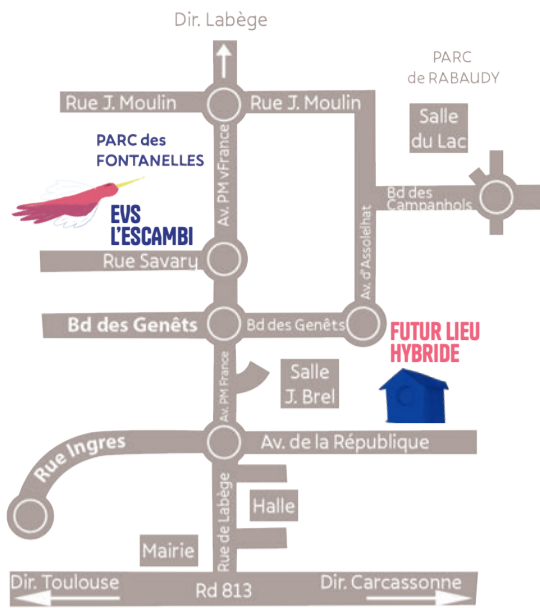 Dir. Labège
PARC
de RABAUDY
Rue J. Moulin
Rue J. Moulin
Salle
du Lac
PARC des
FONTANELLES
Av. PM vFrance
Bd des
Campanhols
EVS
L'ESCAMBI
Rue Savary
Av. d'Assolelhat
Bd des Genêts
Bd des Genêts
FUTUR LIEU
HYBRIDE
Av. PM France
Salle
J. Brel
Rue Ingres
Av. de la République
Rue de Labège
Halle
Mairie
Dir. Toulouse
Rd 813
Dir. Carcassonne